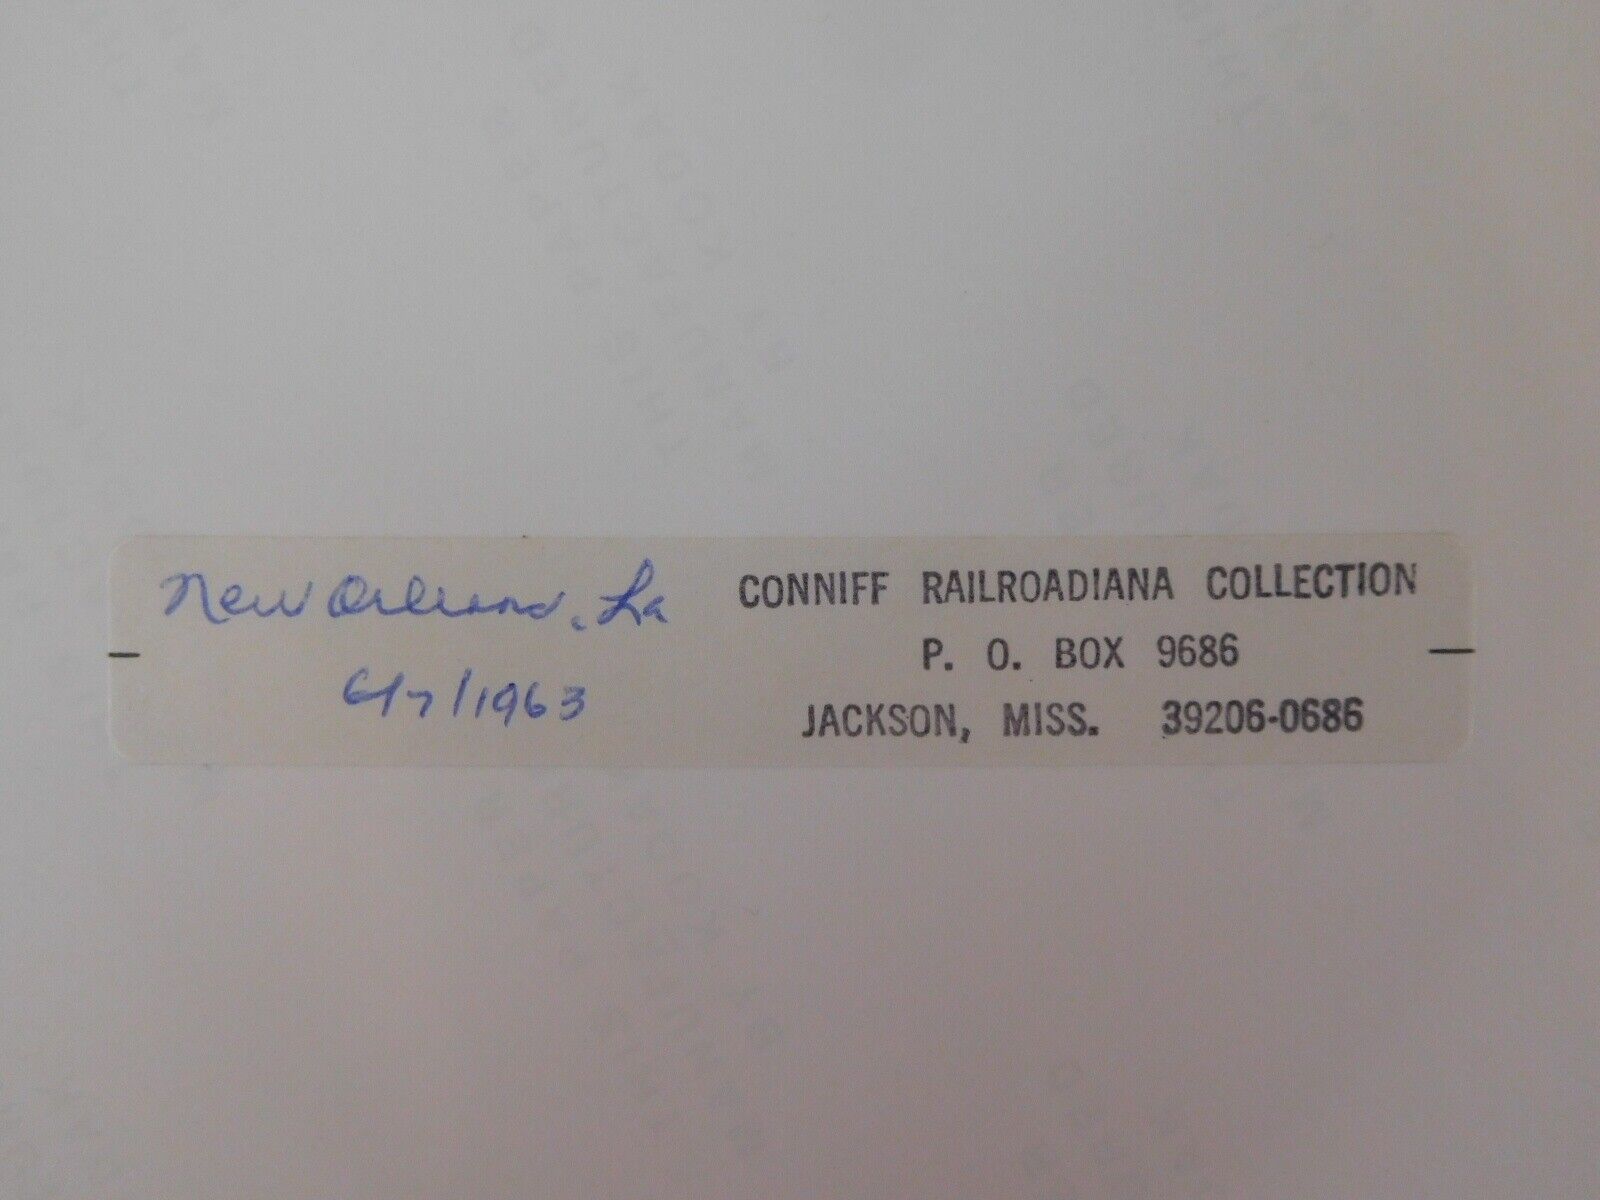 New Orleans, La
6/7/1963
CONNIFF RAILROADIANA COLLECTION
P. O. BOX 9686
JACKSON, MISS. 39206-0686